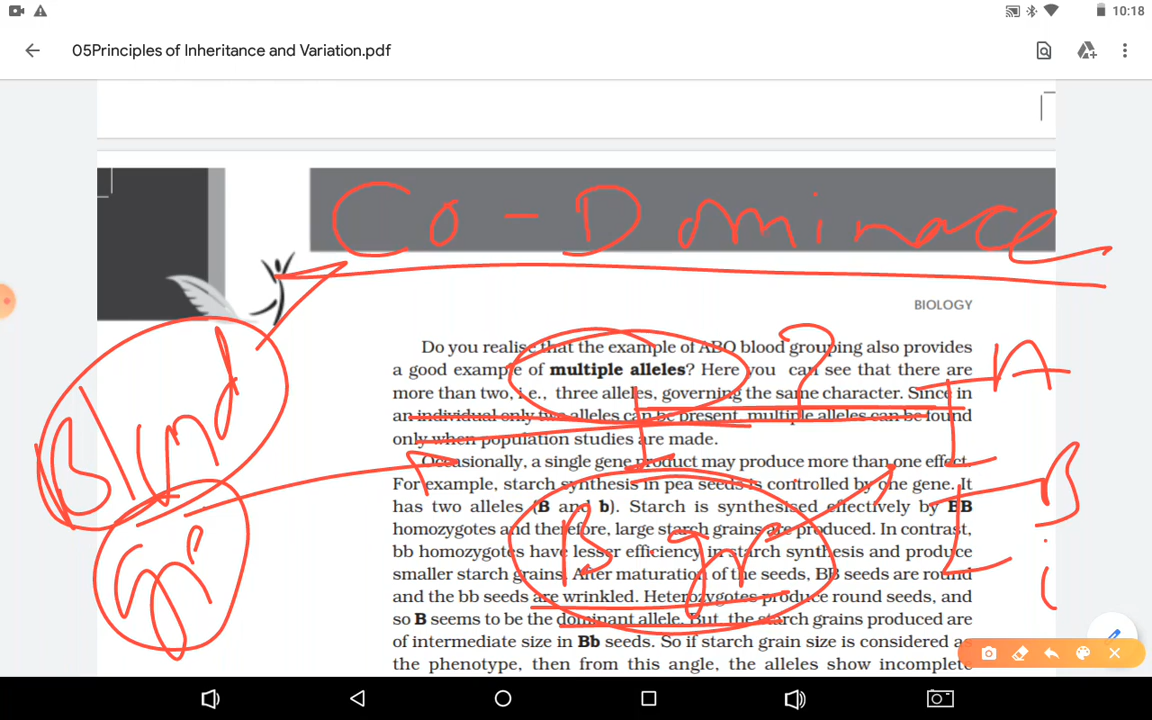 10:18
05Principles of Inheritance and Variation.pdf
Co-Dominace
BIOLOGY
Do you realise that the example of ABO blood grouping also provides
a good example of multiple alleles? Here you can see that there are
more than two, i.e., three alleles, governing the same character. Since in
an individual only two alleles can be present, multiple alleles can be found
only when population studies are made.
Occasionally, a single gene product may produce more than one effect.
For example, starch synthesis in pea seeds is controlled by one gene. It
has two alleles (B and b). Starch is synthesised effectively by BB
homozygotes and therefore, large starch grains are produced. In contrast,
bb homozygotes have lesser efficiency in starch synthesis and produce
smaller starch grains. After maturation of the seeds, BB seeds are round
and the bb seeds are wrinkled. Heterozygotes produce round seeds, and
so B seems to be the dominant allele. But, the starch grains produced are
of intermediate size in Bb seeds. So if starch grain size is considered as
the phenotype, then from this angle, the alleles show incomplete
B gr
I
B
I
i